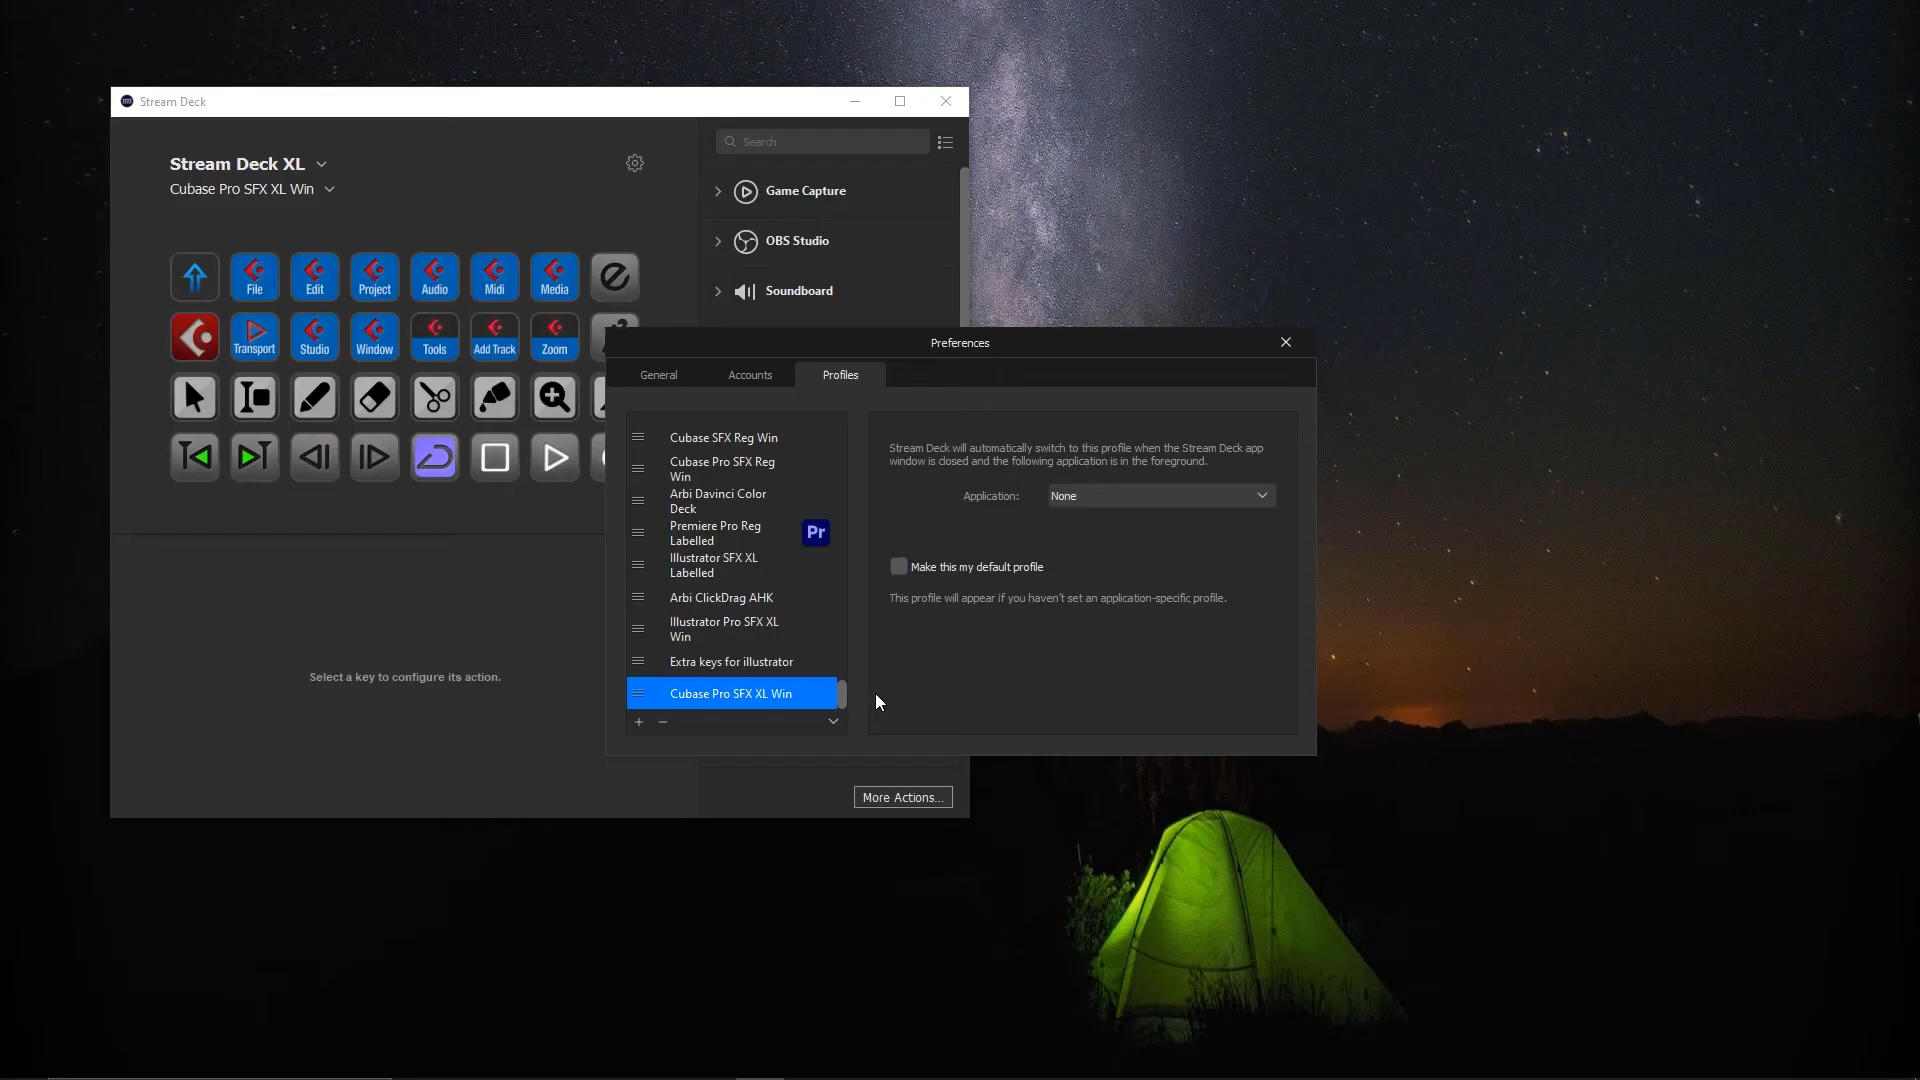 Stream Deck
Stream Deck XL
Cubase Pro SFX XL Win
Search
Game Capture
OBS Studio
Soundboard
File
Edit
Project
Audio
Midi
Media
Transport
Studio
Window
Tools
Add Track
Zoom
Select a key to configure its action.
More Actions...
Preferences
General
Accounts
Profiles
Cubase SFX Reg Win
Cubase Pro SFX Reg
Win
Arbi Davinci Color
Deck
Premiere Pro Reg
Labelled
Pr
Illustrator SFX XL
Labelled
Arbi ClickDrag AHK
Illustrator Pro SFX XL
Win
Extra keys for illustrator
Cubase Pro SFX XL Win
Stream Deck will automatically switch to this profile when the Stream Deck app
window is closed and the following application is in the foreground.
Application:
None
Make this my default profile
This profile will appear if you haven't set an application-specific profile.